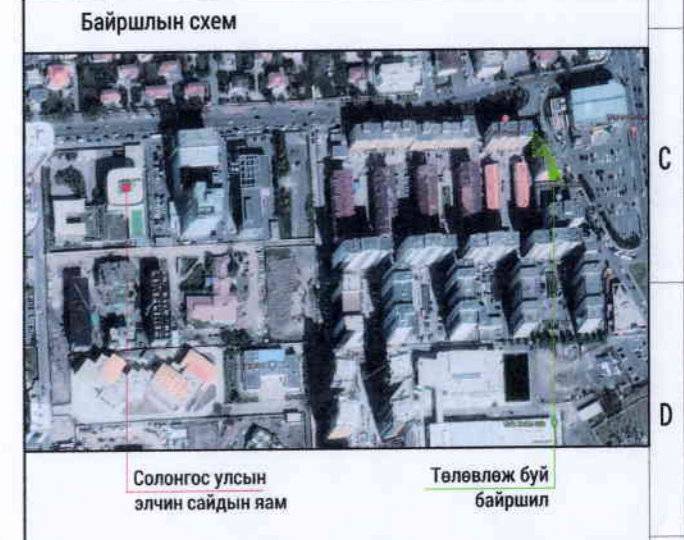 Байршлын схем
C
D
Солонгос улсын
элчин сайдын яам
Төлөвлөж буй
байршил